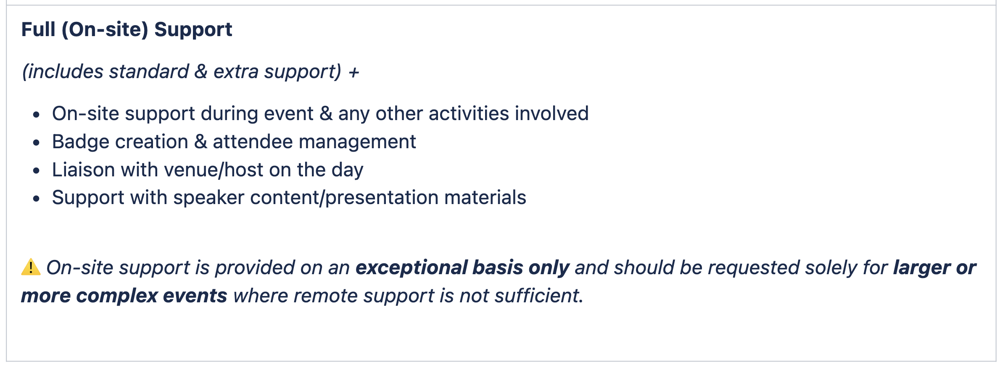 Full (On-site) Support
(includes standard & extra support) +
• On-site support during event & any other activities involved
• Badge creation & attendee management
• Liaison with venue/host on the day
• Support with speaker content/presentation materials
⚠️ On-site support is provided on an exceptional basis only and should be requested solely for larger or
more complex events where remote support is not sufficient.